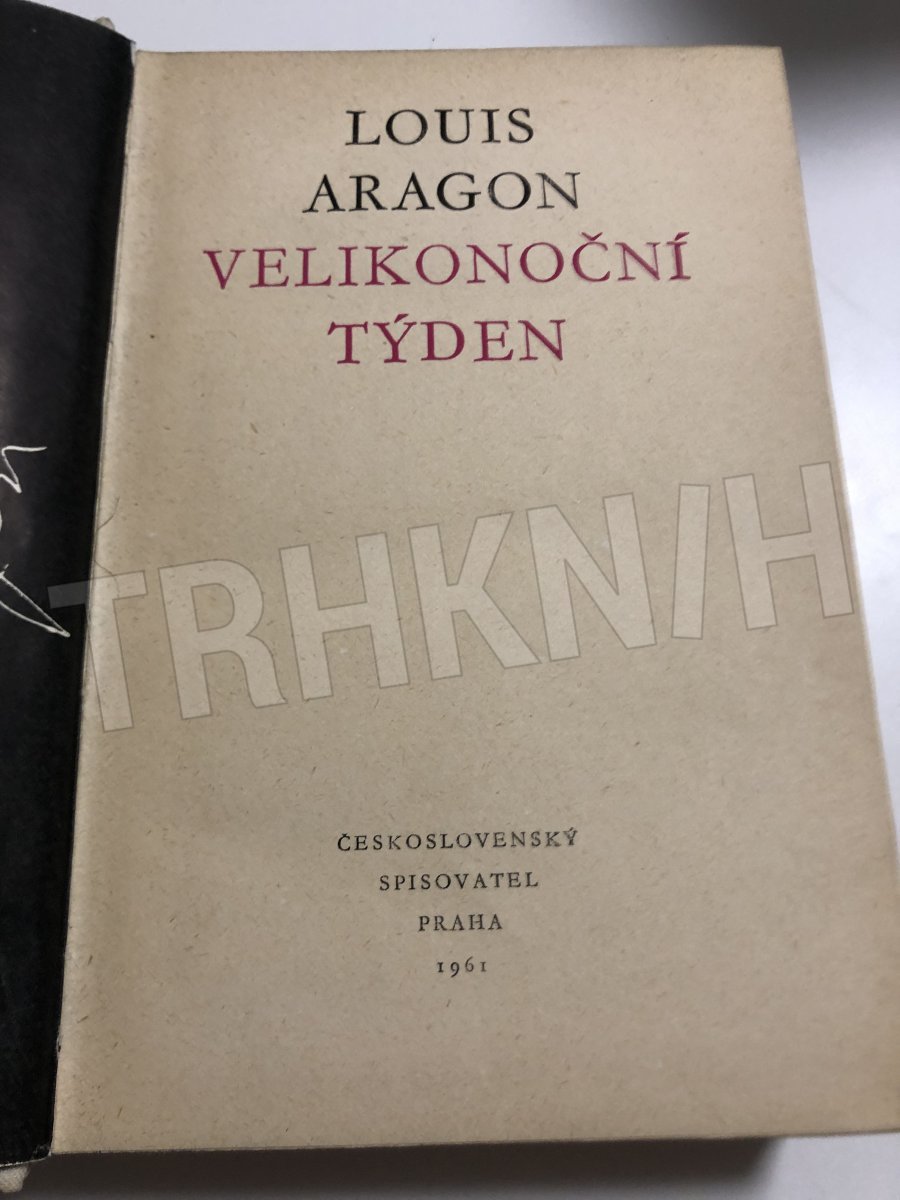 LOUIS
ARAGON
VELIKONOČNÍ
TÝDEN
TRHKNIH
ČESKOSLOVENSKÝ
SPISOVATEL
PRAHA
1961